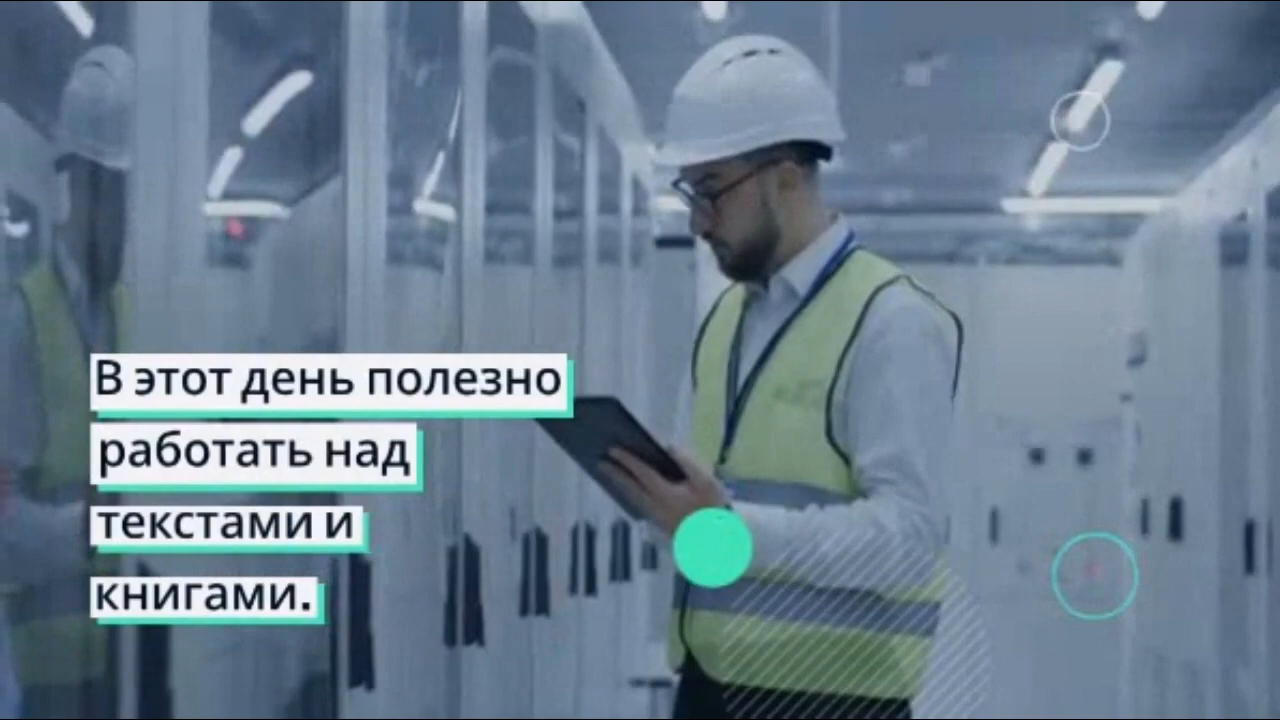 В этот день полезно
работать над
текстами и
книгами.